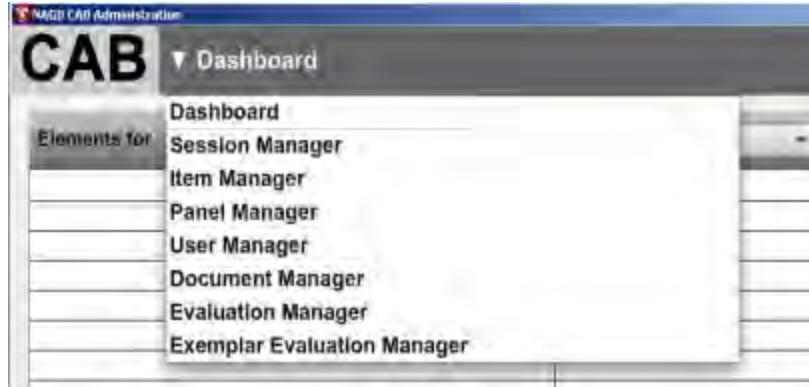 NAGB CAB Administration
CAB
▼ Dashboard
Dashboard
Elements for
Session Manager
Item Manager
Panel Manager
User Manager
Document Manager
Evaluation Manager
Exemplar Evaluation Manager